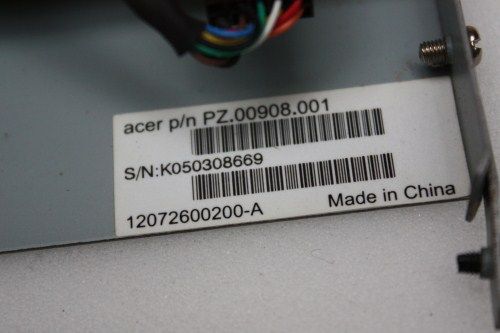 acer p/n PZ.00908.001
S/N:K050308669
12072600200-A Made in China